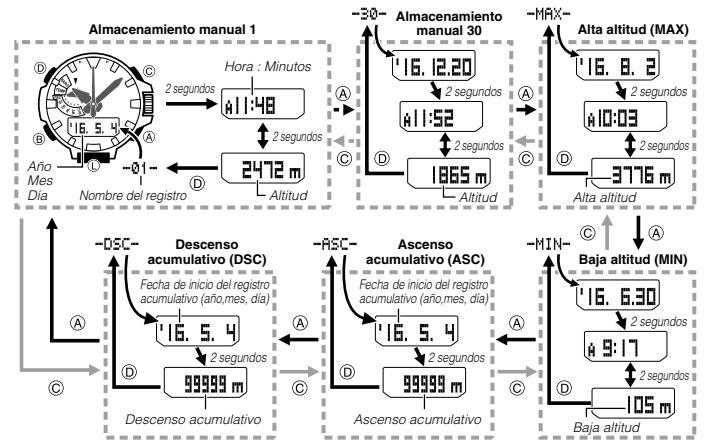 Almacenamiento manual 1
D
C
B
A
L
'16. 5. 4
Año
Mes
Día
-01-
Nombre del registro
2 segundos
Hora : Minutos
A11:48
2 segundos
2472 m
Altitud
D
A
C
-30-
Almacenamiento
manual 30
'16.12.20
2 segundos
A11:52
2 segundos
D
1865 m
Altitud
A
C
-MAX-
Alta altitud (MAX)
'16. 8. 2
2 segundos
A10:03
2 segundos
D
3776 m
Alta altitud
C
A
-DSC-
Descenso
acumulativo (DSC)
Fecha de inicio del registro
acumulativo (año,mes, día)
'16. 5. 4
2 segundos
D
99999 m
Descenso acumulativo
A
C
-ASC-
Ascenso
acumulativo (ASC)
Fecha de inicio del registro
acumulativo (año,mes, día)
'16. 5. 4
2 segundos
D
99999 m
Ascenso acumulativo
A
C
-MIN-
Baja altitud (MIN)
'16. 6.30
2 segundos
A 9:17
2 segundos
D
105 m
Baja altitud
A
C